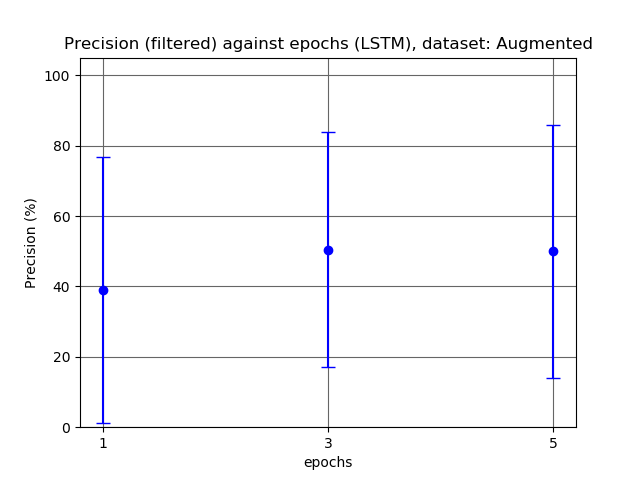 Precision (filtered) against epochs (LSTM), dataset: Augmented
100
80
60
40
20
0
Precision (%)
1 3 5
epochs